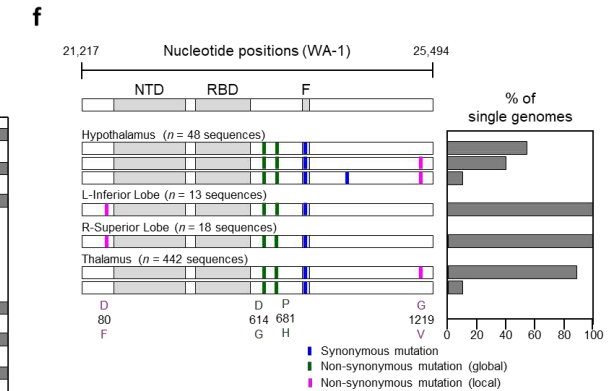 f
21,217 Nucleotide positions (WA-1) 25,494
NTD RBD F
% of
single genomes
Hypothalamus (n = 48 sequences)
L-Inferior Lobe (n = 13 sequences)
R-Superior Lobe (n = 18 sequences)
Thalamus (n = 442 sequences)
D D P G
80 614 681 1219
F G H V
0 20 40 60 80 100
Synonymous mutation
Non-synonymous mutation (global)
Non-synonymous mutation (local)